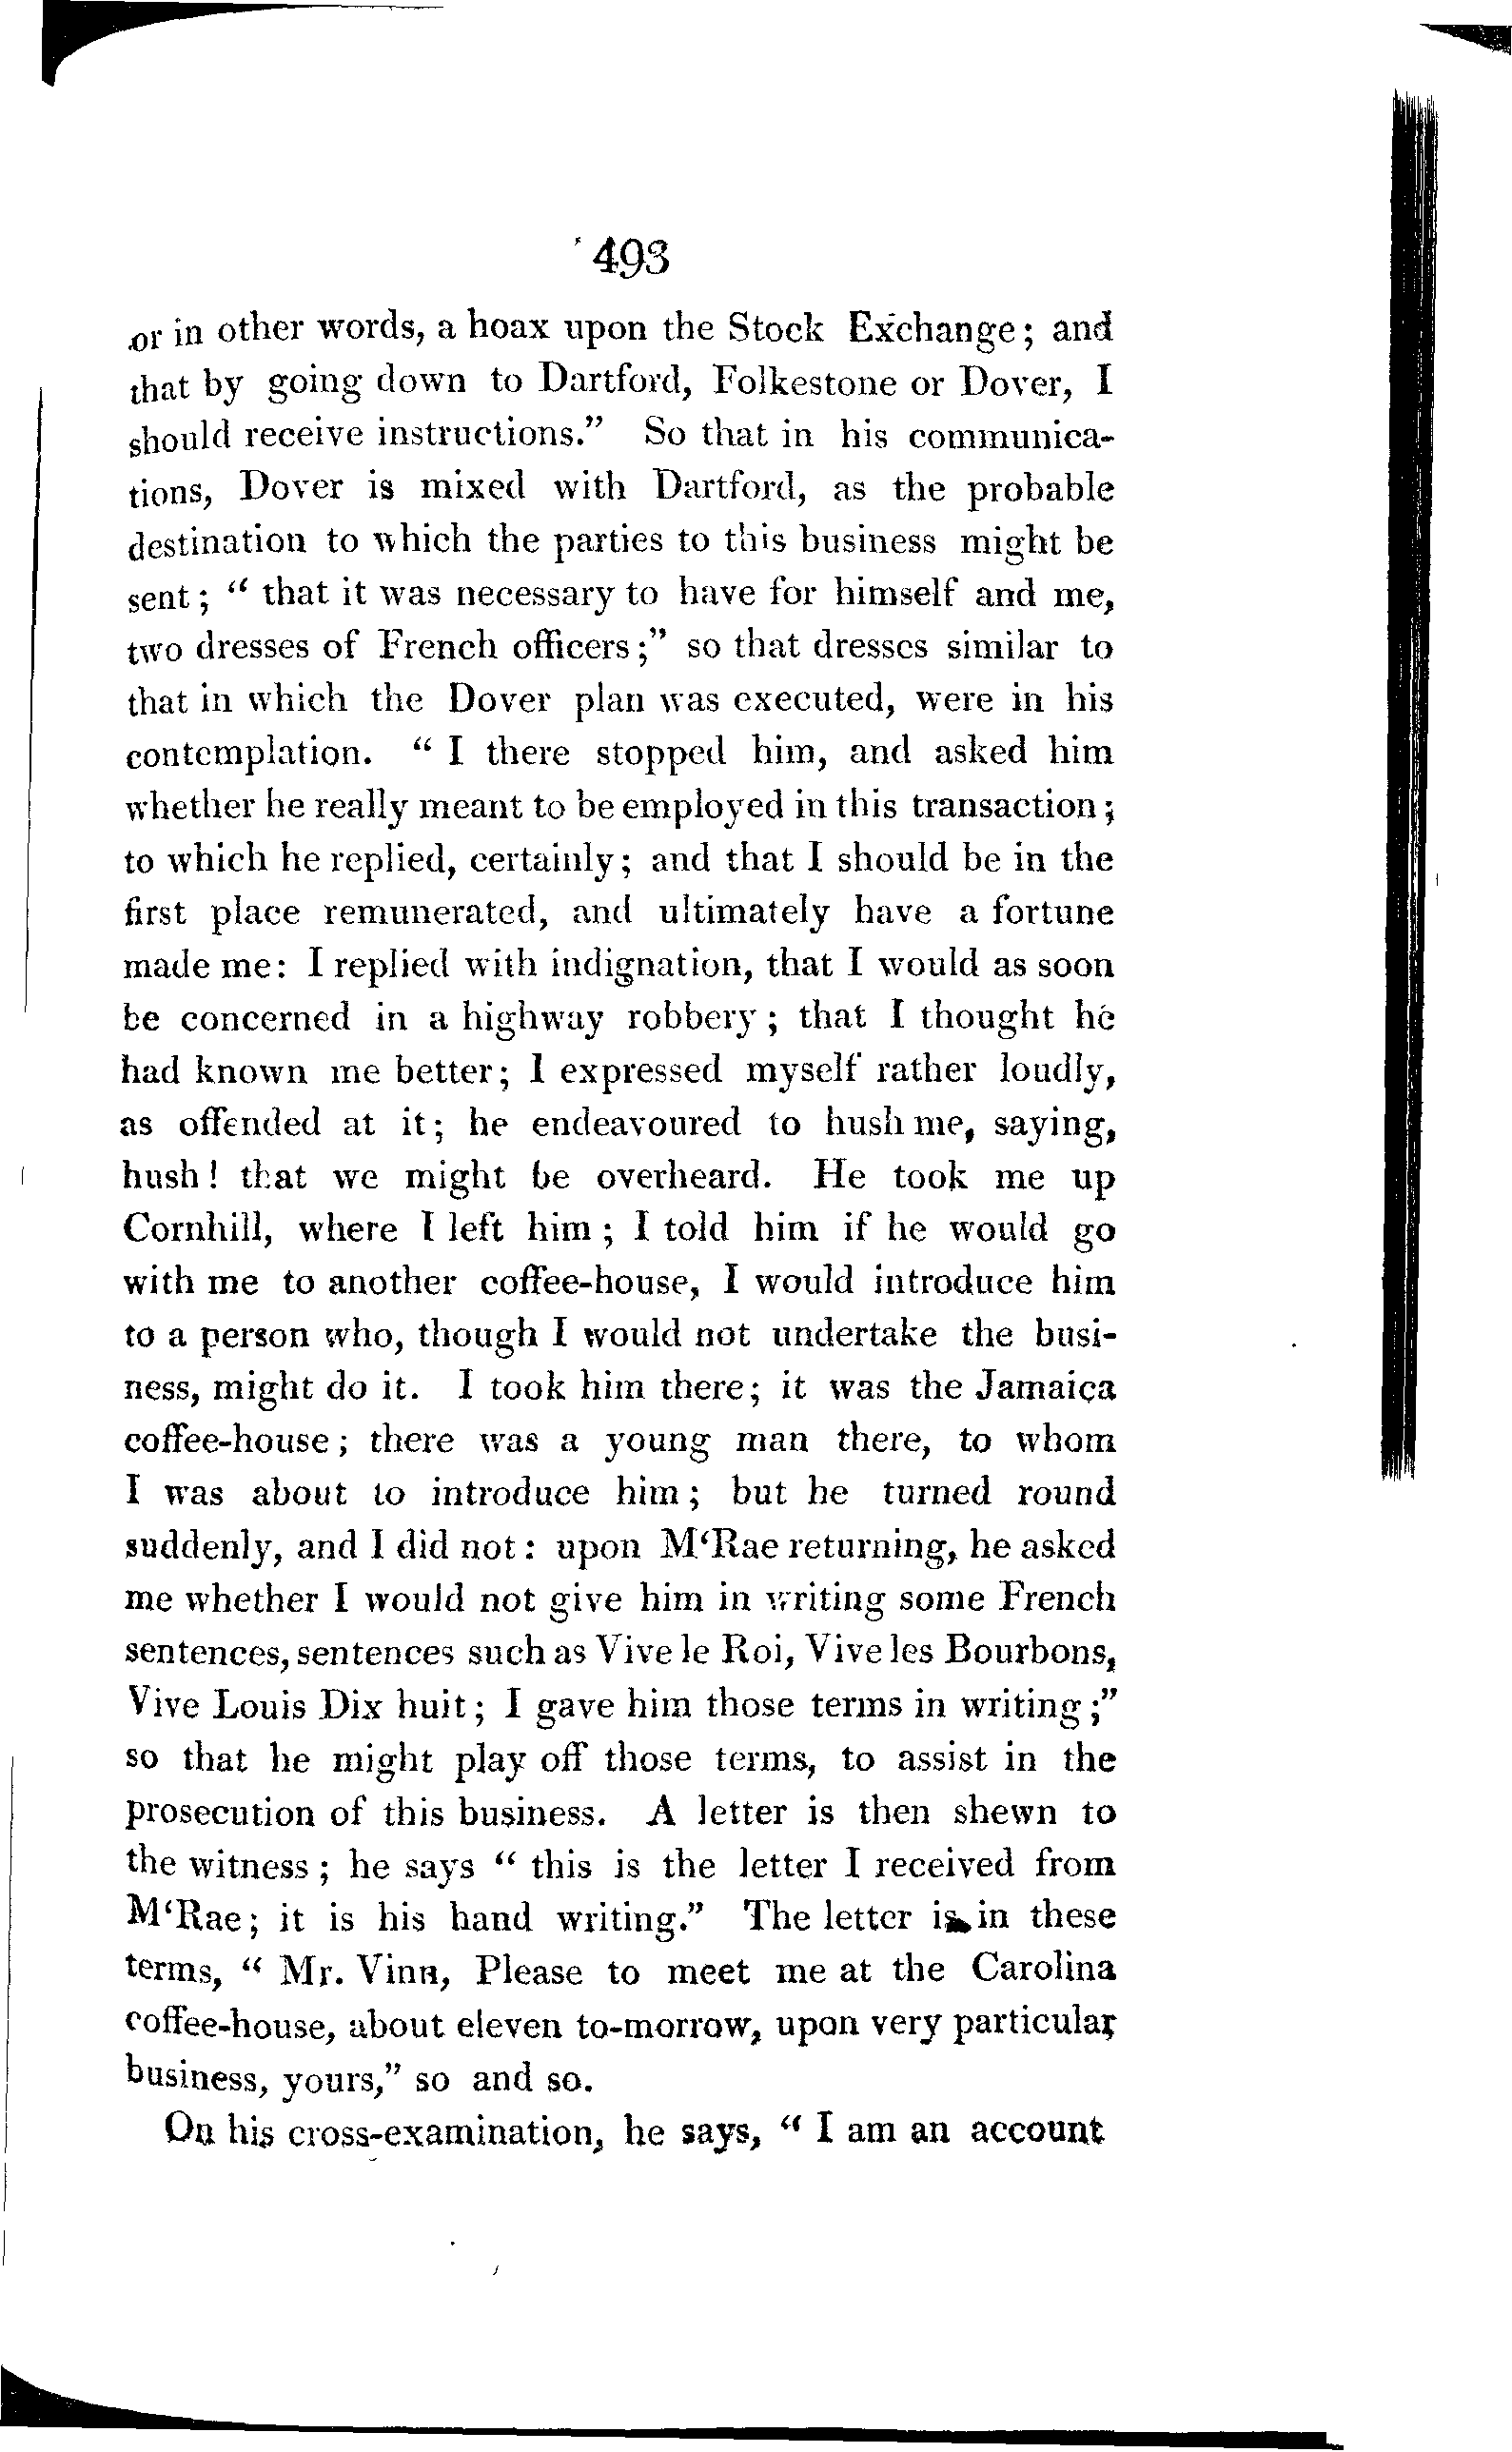 493
or in other words, a hoax upon the Stock Exchange; and
that by going down to Dartford, Folkestone or Dover, I
should receive instructions.” So that in his communica-
tions, Dover is mixed with Dartford, as the probable
destination to which the parties to this business might be
sent; “ that it was necessary to have for himself and me,
two dresses of French officers;” so that dresses similar to
that in which the Dover plan was executed, were in his
contemplation. “ I there stopped him, and asked him
whether he really meant to be employed in this transaction;
to which he replied, certainly; and that I should be in the
first place remunerated, and ultimately have a fortune
made me: I replied with indignation, that I would as soon
be concerned in a highway robbery; that I thought he
had known me better; I expressed myself rather loudly,
as offended at it; he endeavoured to hush me, saying,
hush! that we might be overheard. He took me up
Cornhill, where I left him; I told him if he would go
with me to another coffee-house, I would introduce him
to a person who, though I would not undertake the busi-
ness, might do it. I took him there; it was the Jamaica
coffee-house; there was a young man there, to whom
I was about to introduce him; but he turned round
suddenly, and I did not: upon M‘Rae returning, he asked
me whether I would not give him in writing some French
sentences, sentences such as Vive le Roi, Vive les Bourbons,
Vive Louis Dix huit; I gave him those terms in writing;”
so that he might play off those terms, to assist in the
prosecution of this business. A letter is then shewn to
the witness; he says “ this is the letter I received from
M‘Rae; it is his hand writing.” The letter is in these
terms, “ Mr. Vinn, Please to meet me at the Carolina
coffee-house, about eleven to-morrow, upon very particular
business, yours,” so and so.
On his cross-examination, he says, “ I am an account